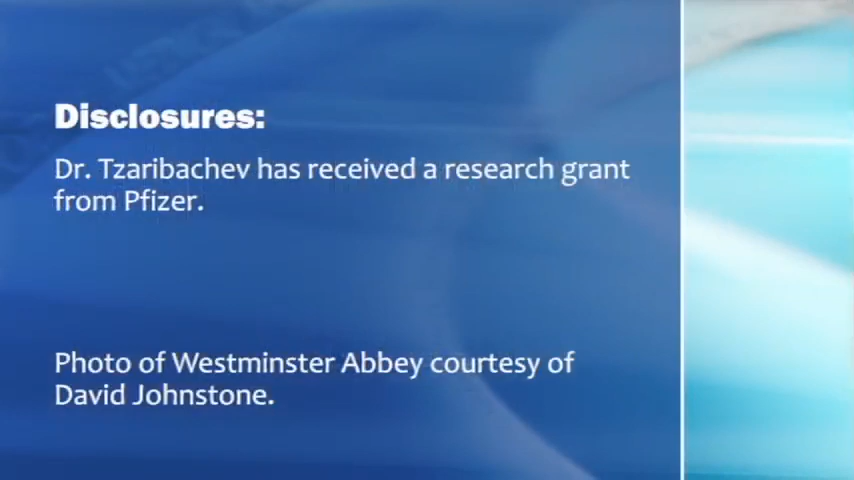 Disclosures:
Dr. Tzaribachev has received a research grant
from Pfizer.
Photo of Westminster Abbey courtesy of
David Johnstone.